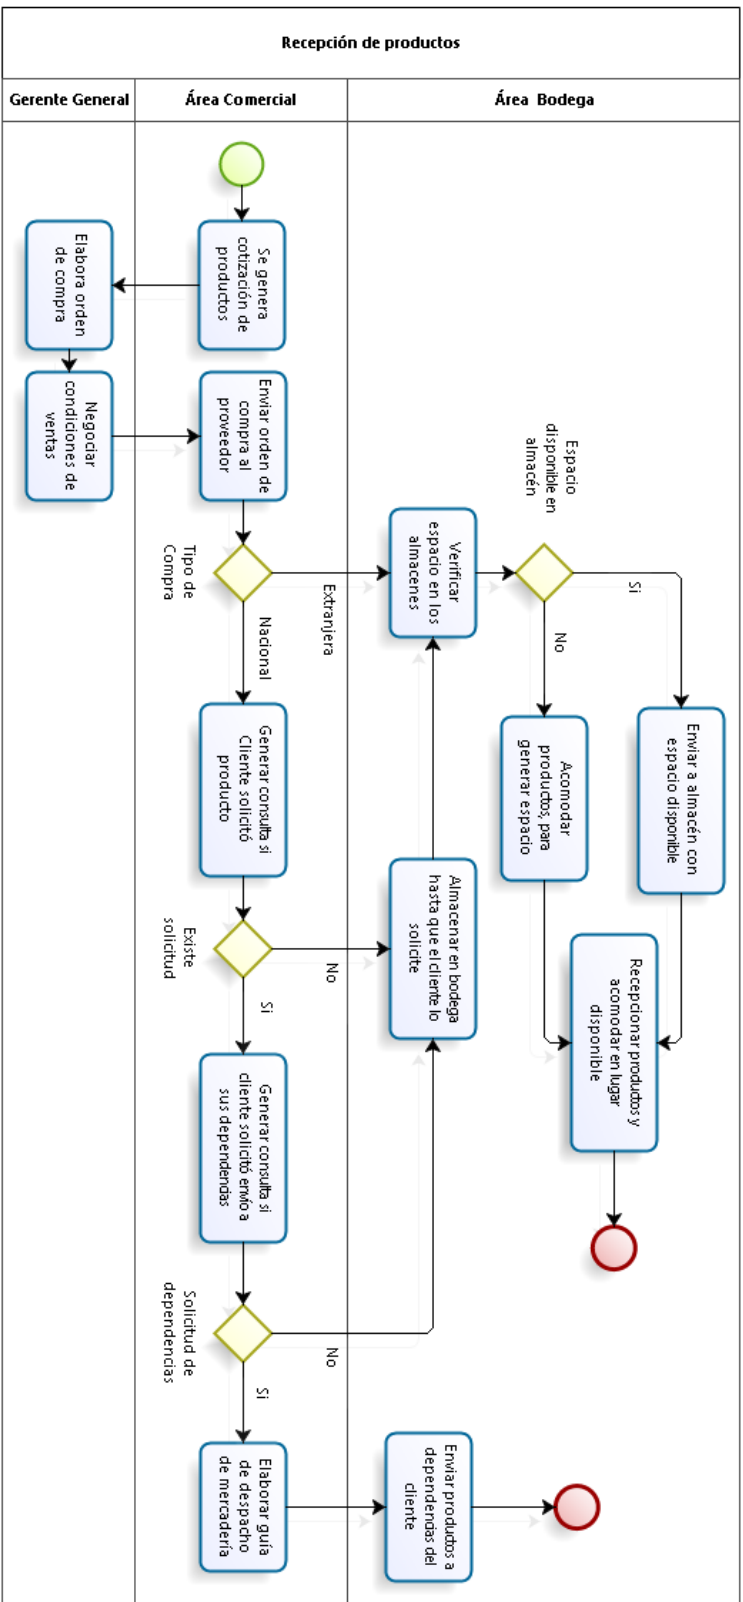 Recepción de productos
Gerente General
Área Comercial
Área Bodega
Se genera
cotización de
productos
Elabora orden
de compra
Negociar
condiciones de
ventas
Enviar orden de
compra al
proveedor
Tipo de
Compra
Extranjera
Nacional
Verificar
espacio en los
almacenes
Espacio
disponible en
almacén
Si
No
Enviar a almacén con
espacio disponible
Acomodar
productos, para
generar espacio
Recepcionar productos y
acomodar en lugar
disponible
Generar consulta si
Cliente solicitó
producto
Existe
solicitud
No
Si
Almacenar en bodega
hasta que el cliente lo
solicite
Generar consulta si
cliente solicitó envío a
sus dependendas
Solicitud de
dependencias
No
Si
Elaborar guía
de despacho
de mercadería
Enviar productos a
dependendas del
cliente